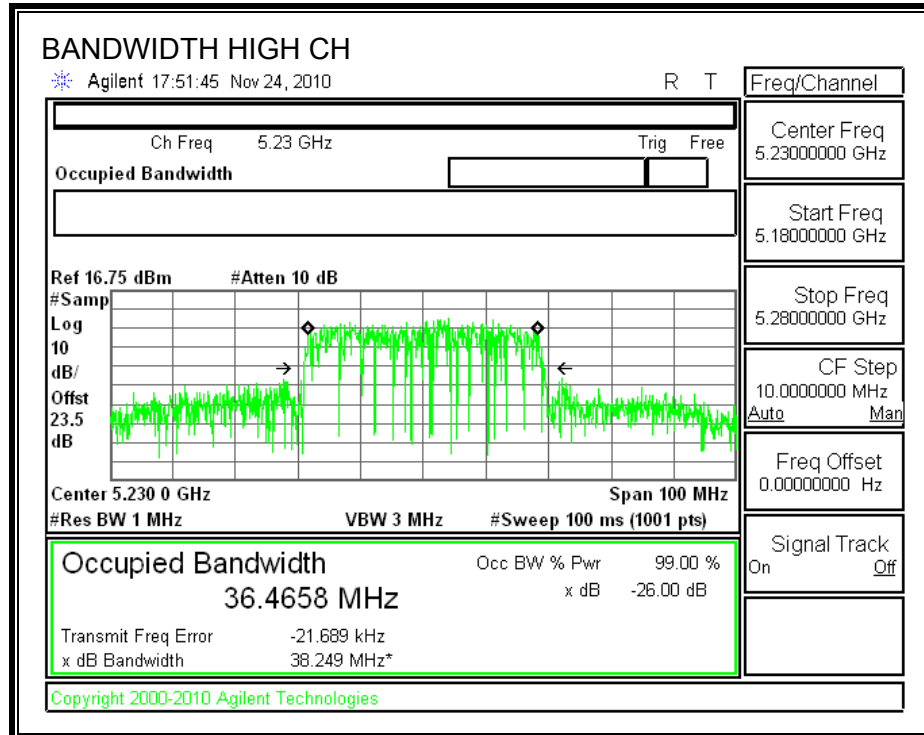 BANDWIDTH HIGH CH
Agilent 17:51:45 Nov 24, 2010 R T
Freq/Channel
Ch Freq 5.23 GHz Trig Free
Occupied Bandwidth
Center Freq
5.23000000 GHz
Start Freq
5.18000000 GHz
Stop Freq
5.28000000 GHz
CF Step
10.0000000 MHz
Auto Man
Freq Offset
0.00000000 Hz
Signal Track
On Off
Ref 16.75 dBm #Atten 10 dB
#Samp
Log
10
dB/
Offst
23.5
dB
Center 5.230 0 GHz Span 100 MHz
#Res BW 1 MHz VBW 3 MHz #Sweep 100 ms (1001 pts)
Occupied Bandwidth Occ BW % Pwr 99.00 %
36.4658 MHz x dB -26.00 dB
Transmit Freq Error -21.689 kHz
x dB Bandwidth 38.249 MHz*
Copyright 2000-2010 Agilent Technologies